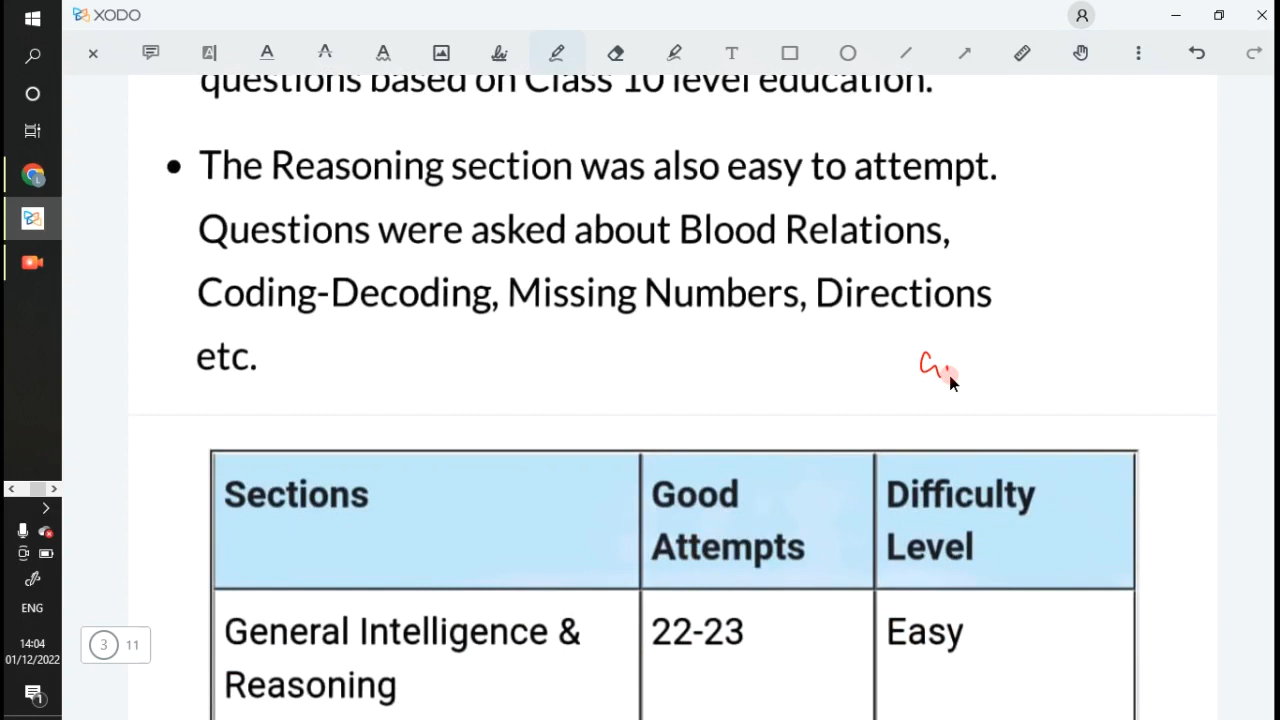 XODO
questions based on Class 10 level education.
• The Reasoning section was also easy to attempt.
Questions were asked about Blood Relations,
Coding-Decoding, Missing Numbers, Directions
etc.
Sections
Good
Attempts
Difficulty
Level
General Intelligence &
Reasoning
22-23
Easy
ENG
14:04
01/12/2022
3
11
1